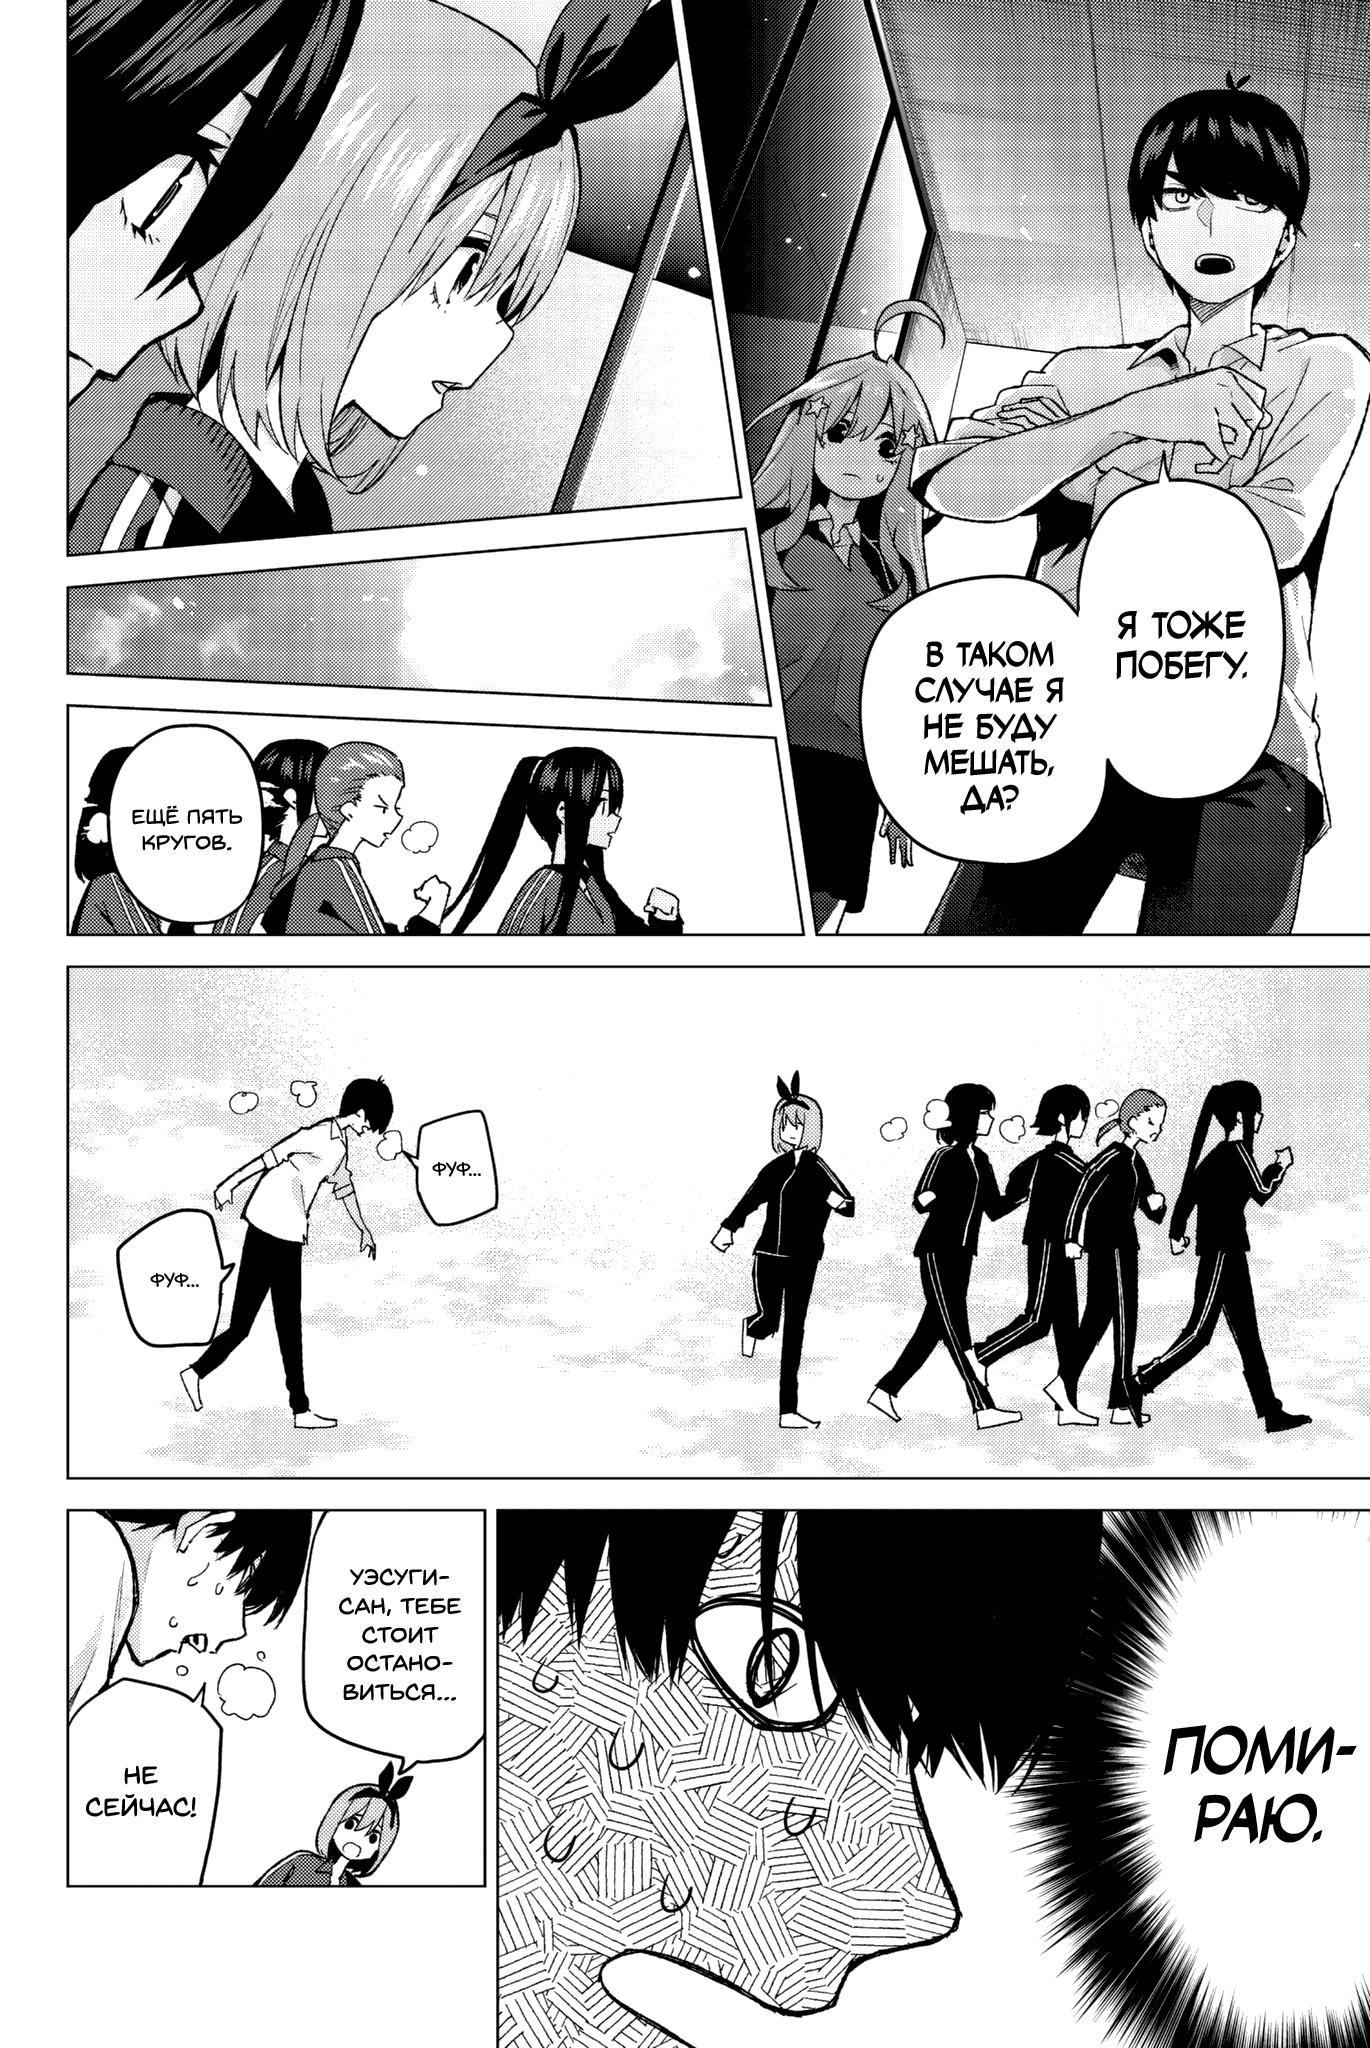 Я ТОЖЕ
ПОБЕГУ.
В ТАКОМ
СЛУЧАЕ Я
НЕ БУДУ
МЕШАТЬ,
ДА?
ЕЩЁ ПЯТЬ
КРУГОВ.
ФУФ...
ФУФ...
ПОМИ-
РАЮ.
УЭСУГИ-
САН, ТЕБЕ
СТОИТ
ОСТАНО-
ВИТЬСЯ...
НЕ
СЕЙЧАС!